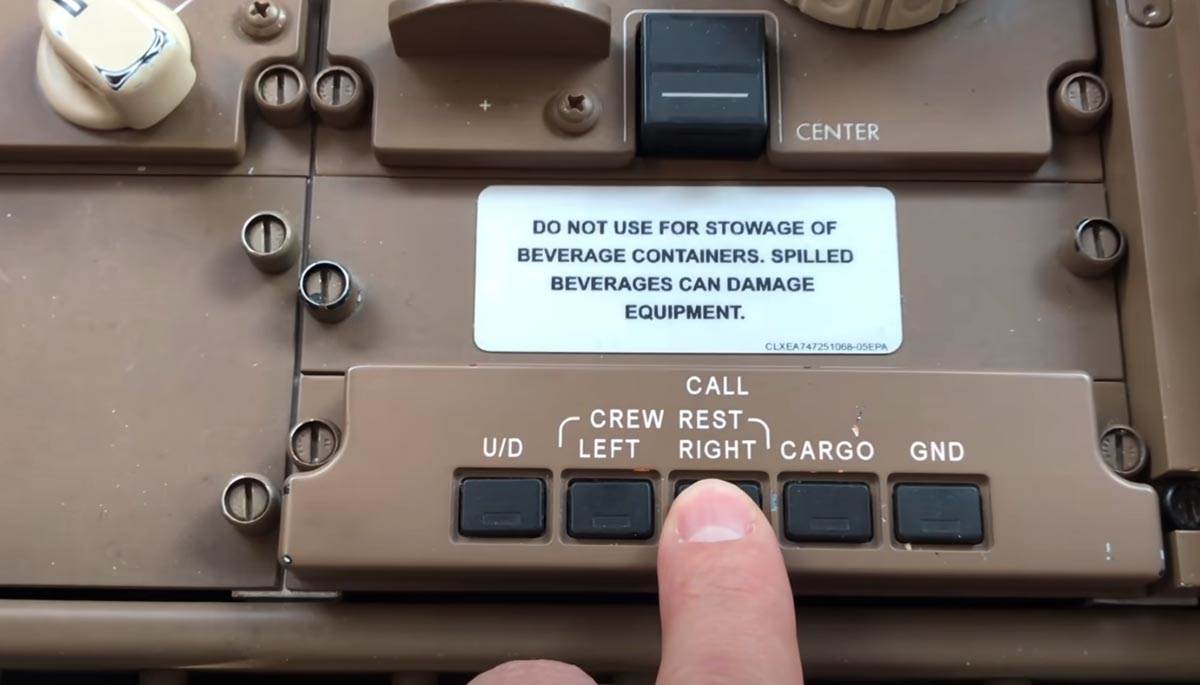 CENTER
DO NOT USE FOR STOWAGE OF
BEVERAGE CONTAINERS. SPILLED
BEVERAGES CAN DAMAGE
EQUIPMENT.
CLXEA747251068-05EPA
CALL
CREW REST
U/D LEFT RIGHT CARGO GND